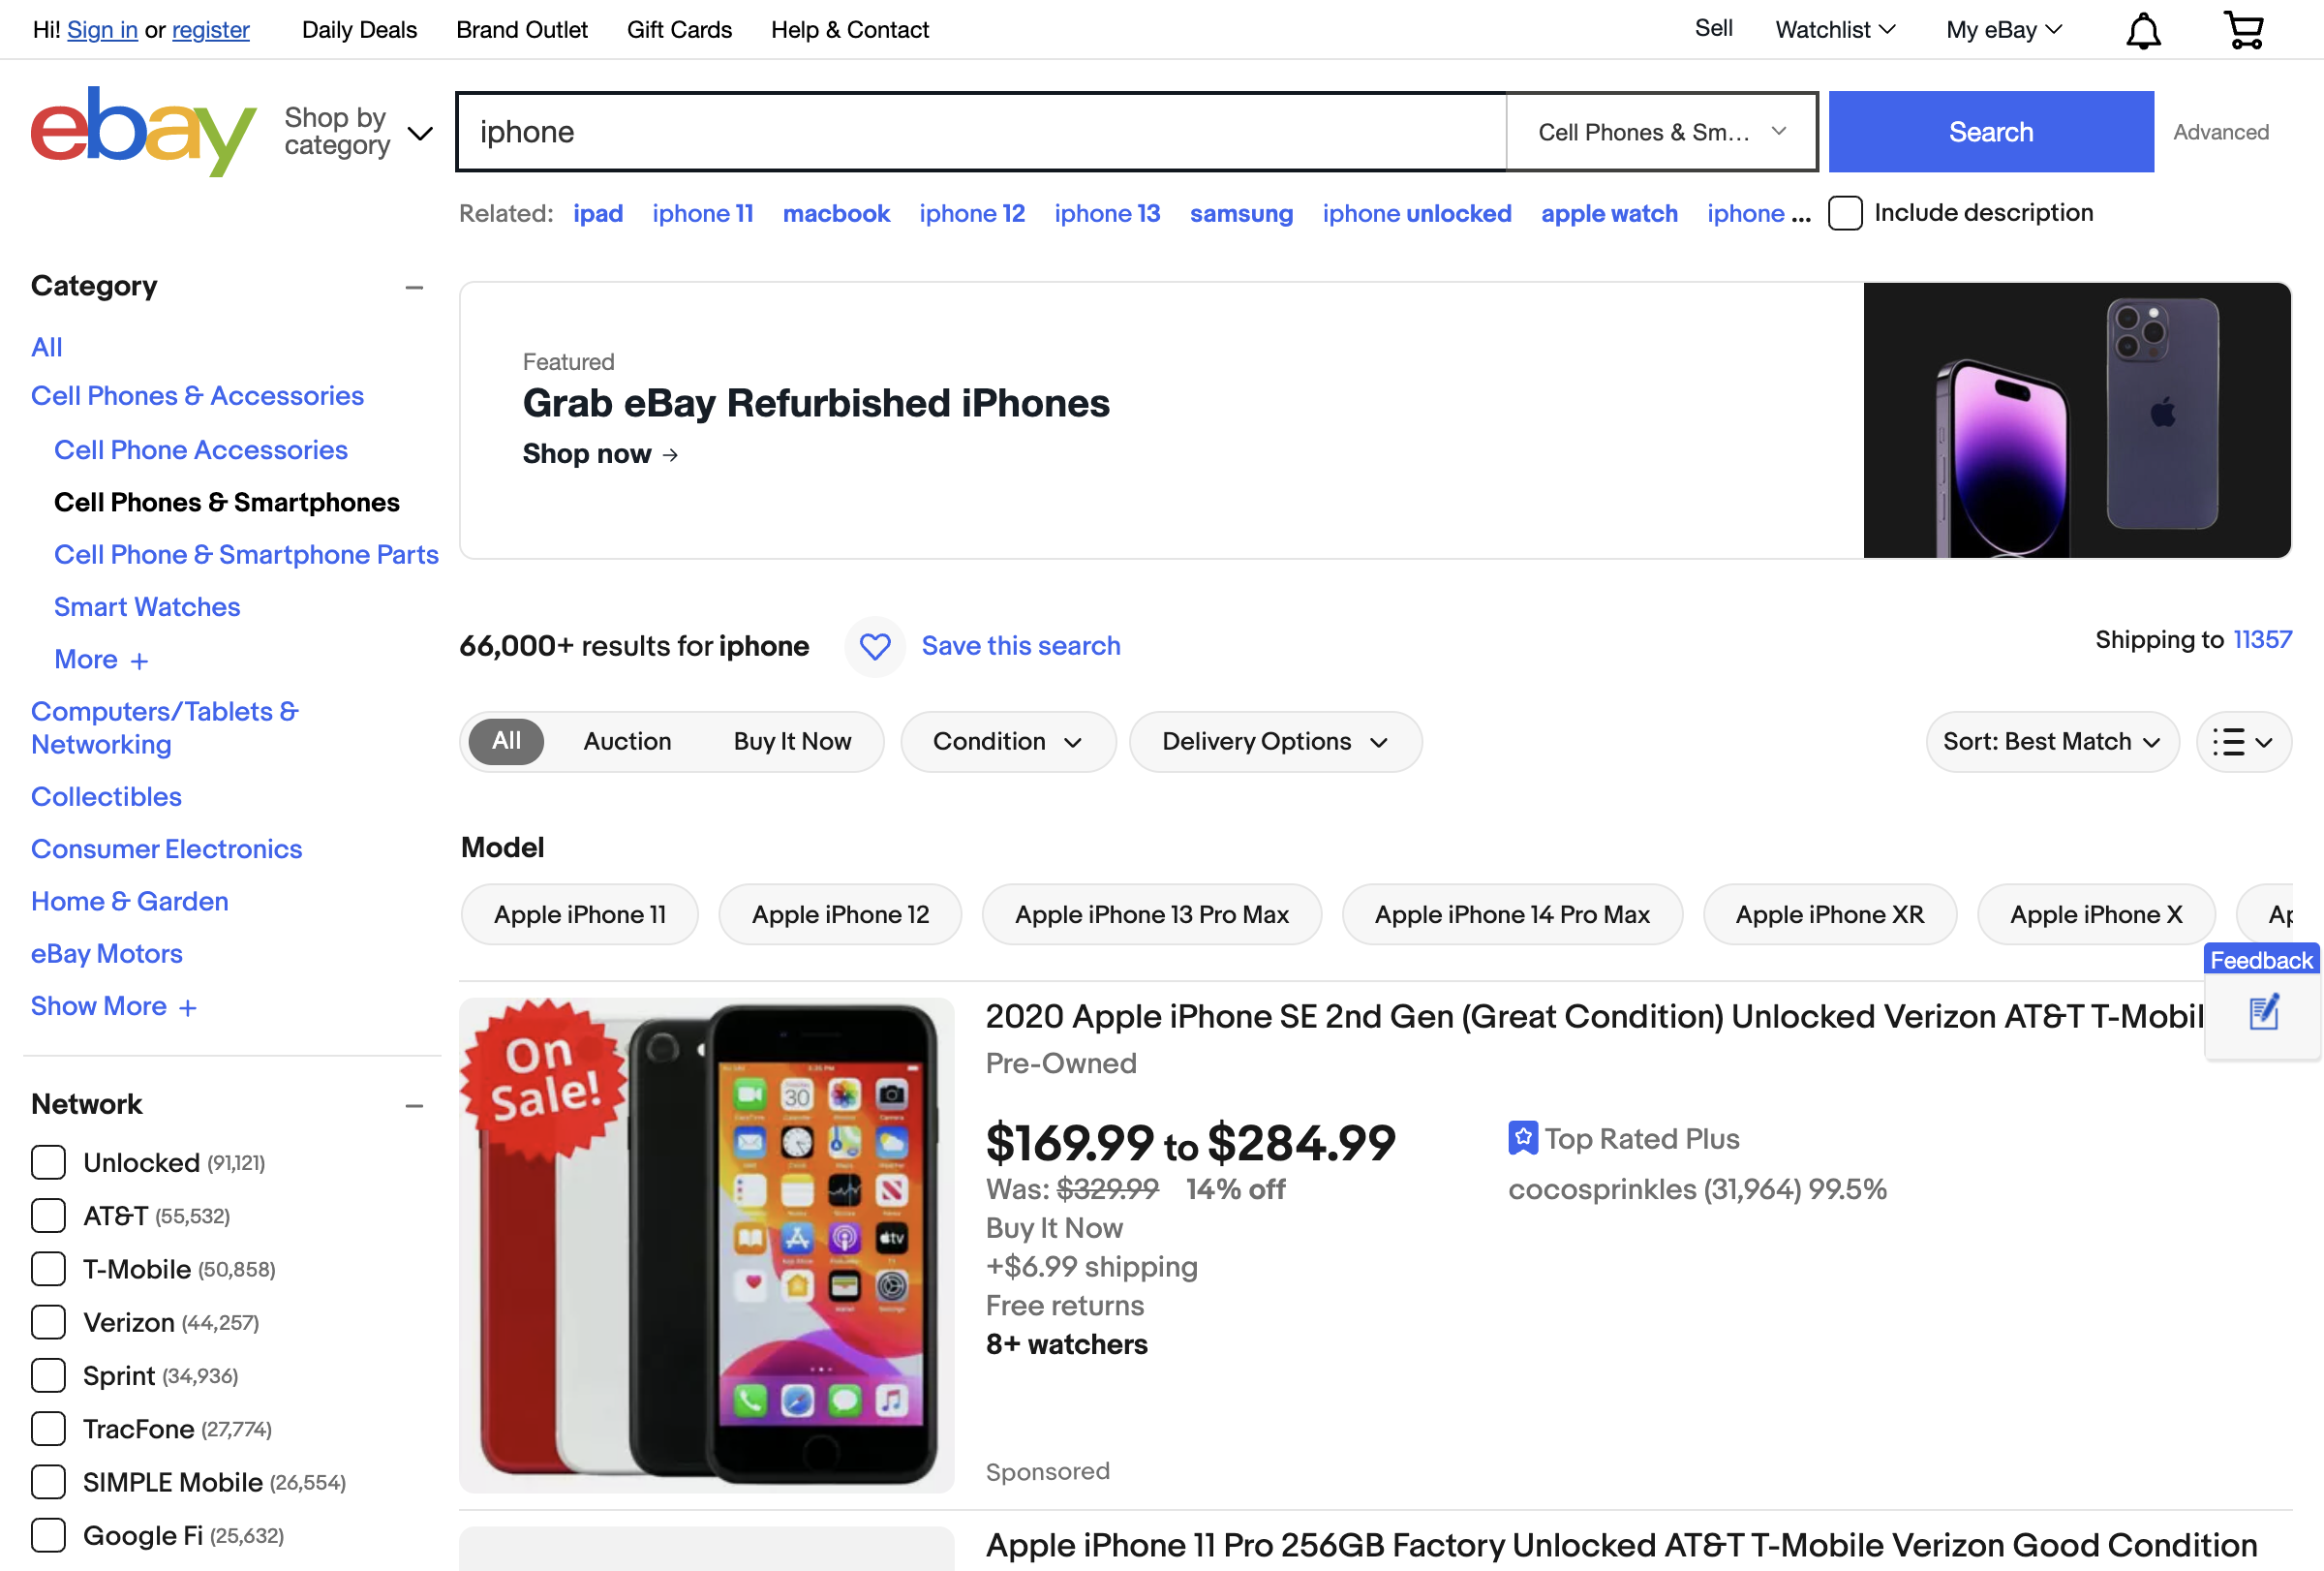 Hi! Sign in or register Daily Deals Brand Outlet Gift Cards Help & Contact Sell Watchlist My eBay
ebay
Shop by
category
iphone
Cell Phones & Sm...
Search
Advanced
Related: ipad iphone 11 macbook iphone 12 iphone 13 samsung iphone unlocked apple watch iphone ...
Include description
Category
All
Cell Phones & Accessories
Cell Phone Accessories
Cell Phones & Smartphones
Cell Phone & Smartphone Parts
Smart Watches
More +
Computers/Tablets &
Networking
Collectibles
Consumer Electronics
Home & Garden
eBay Motors
Show More +
Network
Unlocked (91,121)
AT&T (55,532)
T-Mobile (50,858)
Verizon (44,257)
Sprint (34,936)
TracFone (27,774)
SIMPLE Mobile (26,554)
Google Fi (25,632)
Featured
Grab eBay Refurbished iPhones
Shop now →
66,000+ results for iphone
Save this search
Shipping to 11357
All Auction Buy It Now
Condition
Delivery Options
Sort: Best Match
Model
Apple iPhone 11
Apple iPhone 12
Apple iPhone 13 Pro Max
Apple iPhone 14 Pro Max
Apple iPhone XR
Apple iPhone X
Ap
Feedback
On
Sale!
30
tv
2020 Apple iPhone SE 2nd Gen (Great Condition) Unlocked Verizon AT&T T-Mobil
Pre-Owned
$169.99 to $284.99
Was: $329.99 14% off
Buy It Now
+$6.99 shipping
Free returns
8+ watchers
Top Rated Plus
cocosprinkles (31,964) 99.5%
Sponsored
Apple iPhone 11 Pro 256GB Factory Unlocked AT&T T-Mobile Verizon Good Condition